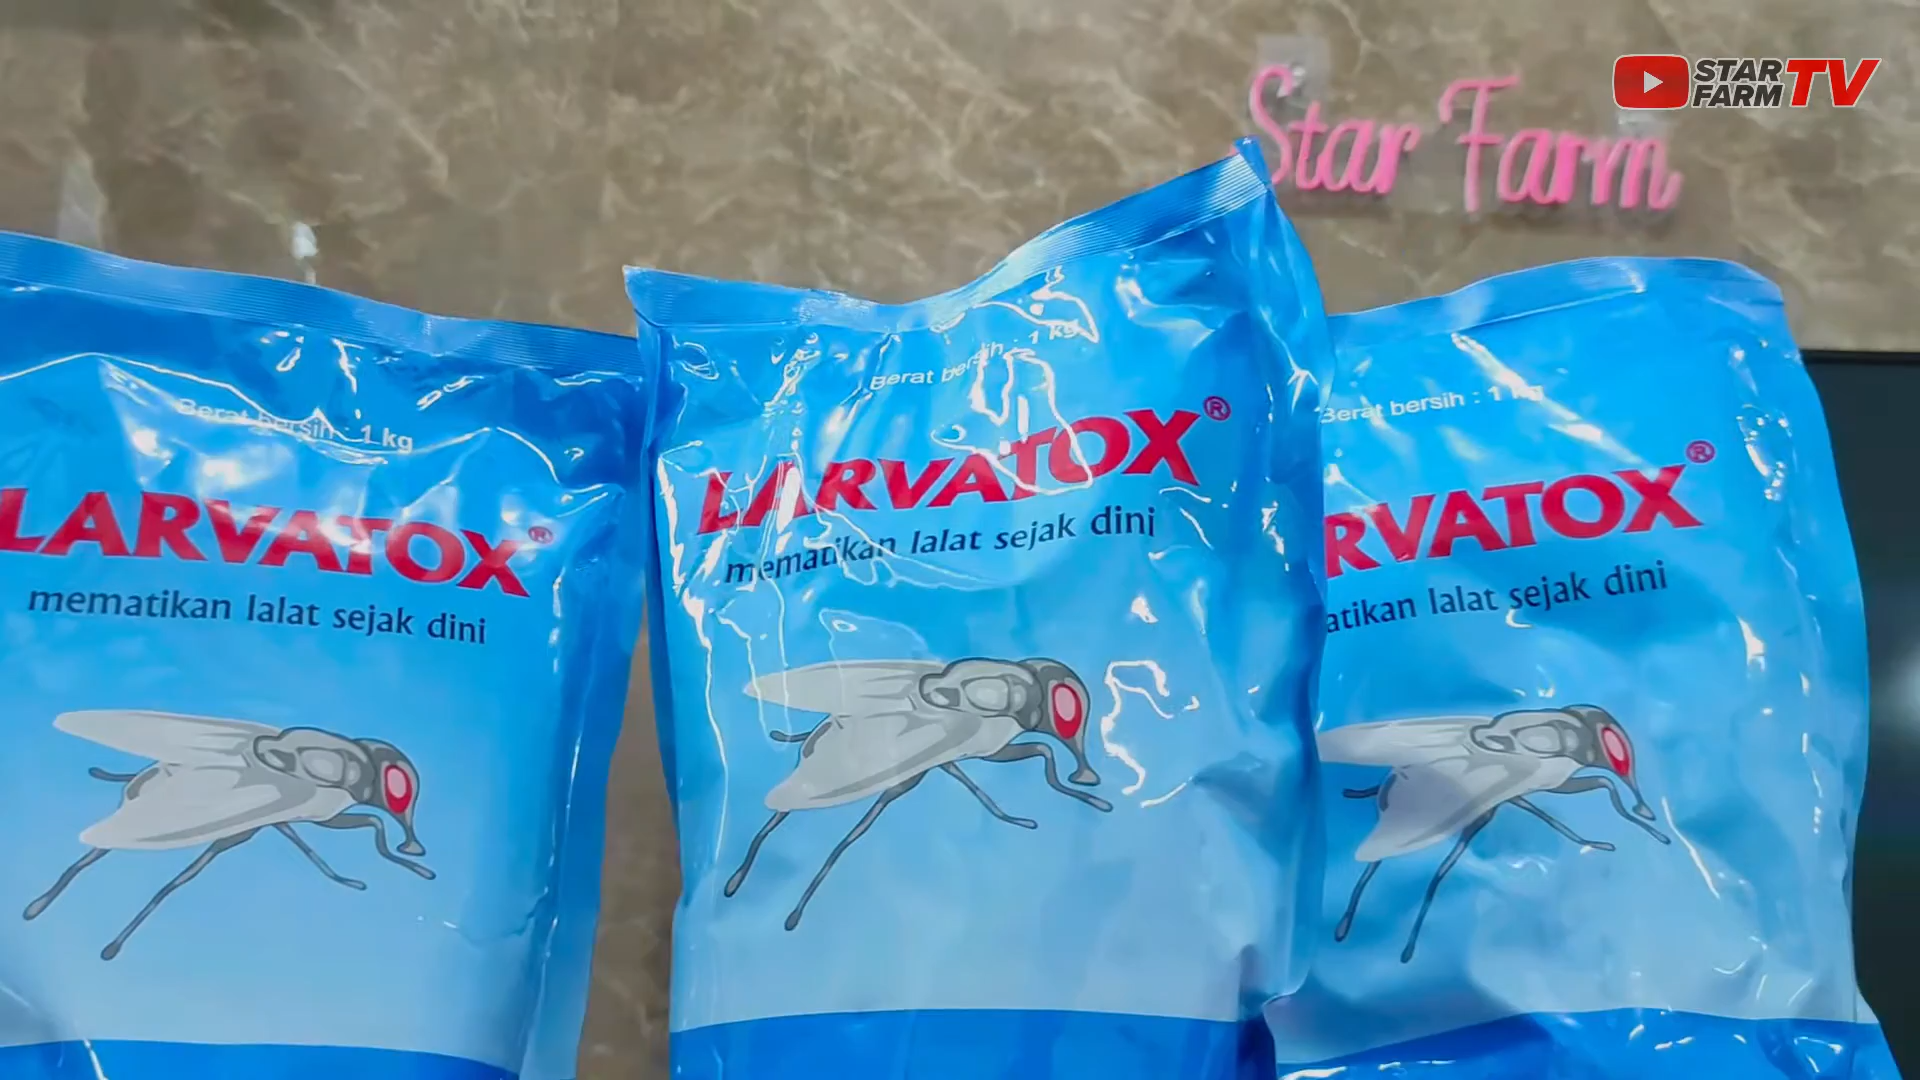 STAR
FARM TV
Star Farm
Berat bersih : 1 kg
LARVATOX®
mematikan lalat sejak dini
Berat bersih : 1 kg
LARVATOX®
mematikan lalat sejak dini
Berat bersih : 1 kg
RVATOX®
atikan lalat sejak dini